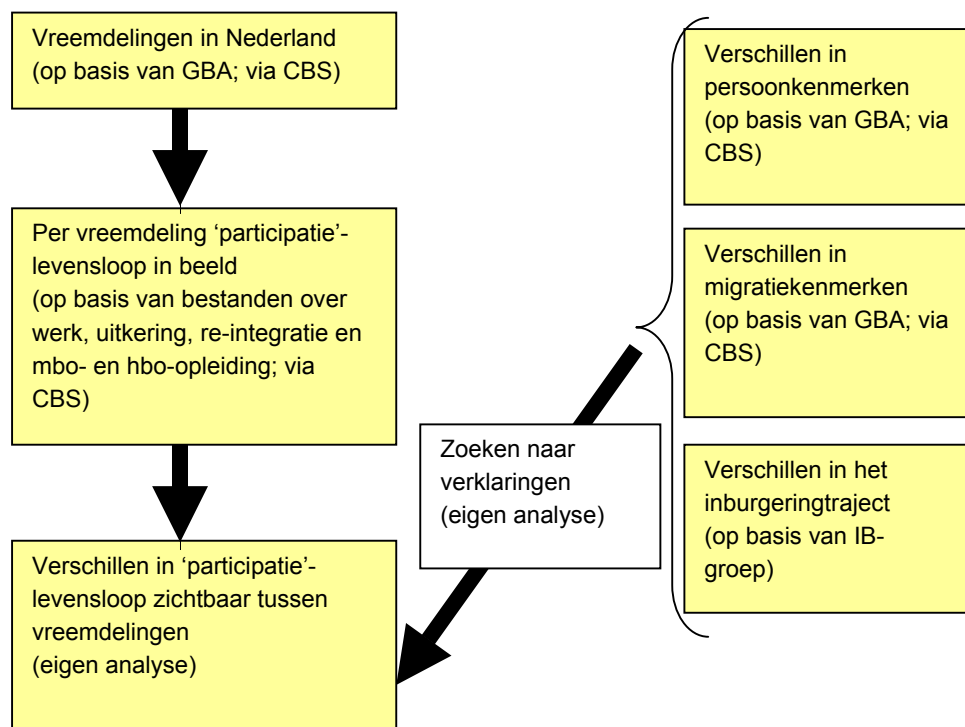 Vreemdelingen in Nederland
(op basis van GBA; via CBS)
Per vreemdeling ‘participatie’-
levensloop in beeld
(op basis van bestanden over
werk, uitkering, re-integratie en
mbo- en hbo-opleiding; via
CBS)
Verschillen in ‘participatie’-
levensloop zichtbaar tussen
vreemdelingen
(eigen analyse)
Zoeken naar
verklaringen
(eigen analyse)
Verschillen in
persoonkenmerken
(op basis van GBA; via
CBS)
Verschillen in
migratiekenmerken
(op basis van GBA; via
CBS)
Verschillen in het
inburgeringtraject
(op basis van IB-
groep)